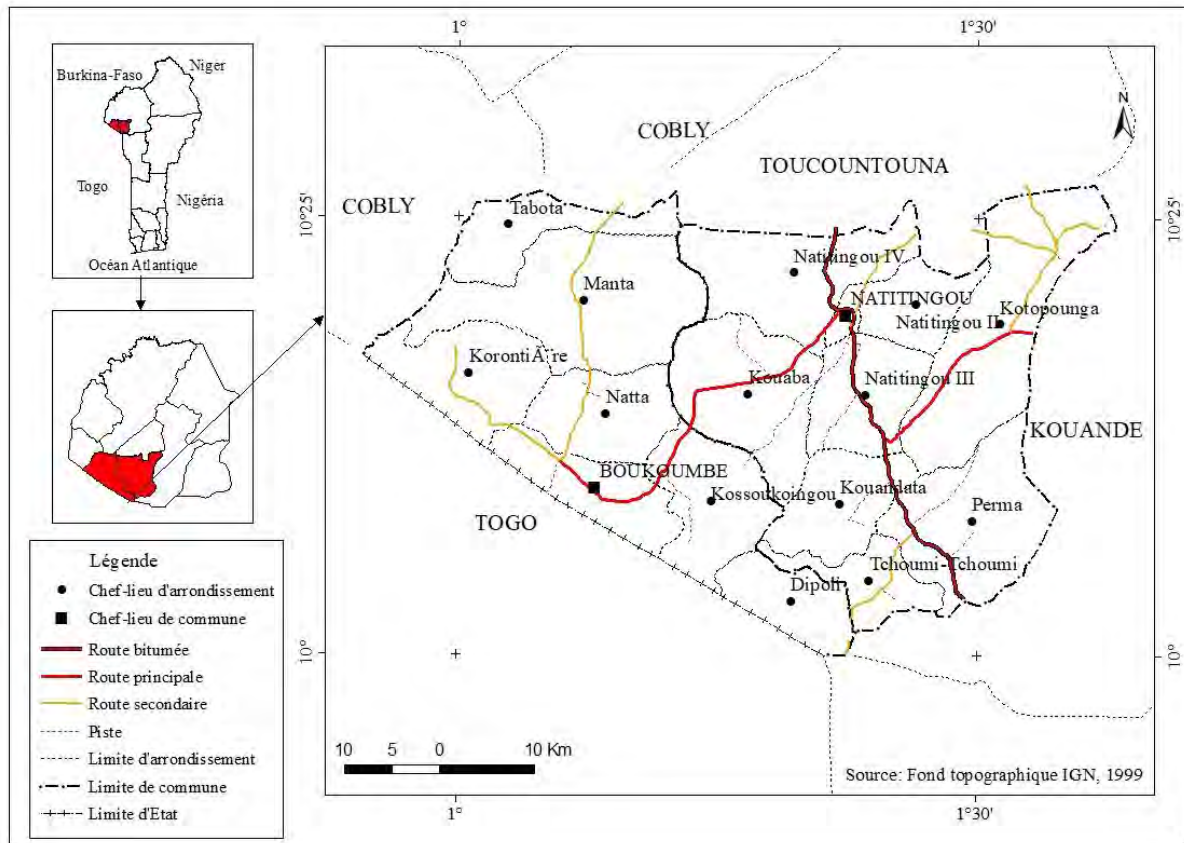 Burkina-Faso
Niger
Togo
Nigéria
Océan Atlantique
Légende
Chef-lieu d'arrondissement
Chef-lieu de commune
Route bitumée
Route principale
Route secondaire
Piste
Limite d'arrondissement
Limite de commune
Limite d'Etat
1°
1°30'
N
COBLY
TOUCOUNTOUNA
COBLY
10°25'
10°25'
Tabota
Natitingou IV
Manta
NATITINGOU
Natitingou II
Kotopounga
KorontiÃ¨re
Kouaba
Natitingou III
Natta
KOUANDE
BOUKOUMBE
Kossoukoingou
Kouandata
Perma
TOGO
Tchoumi-Tchoumi
Dipoli
10°
10°
10 5 0 10 Km
Source: Fond topographique IGN, 1999
1°
1°30'